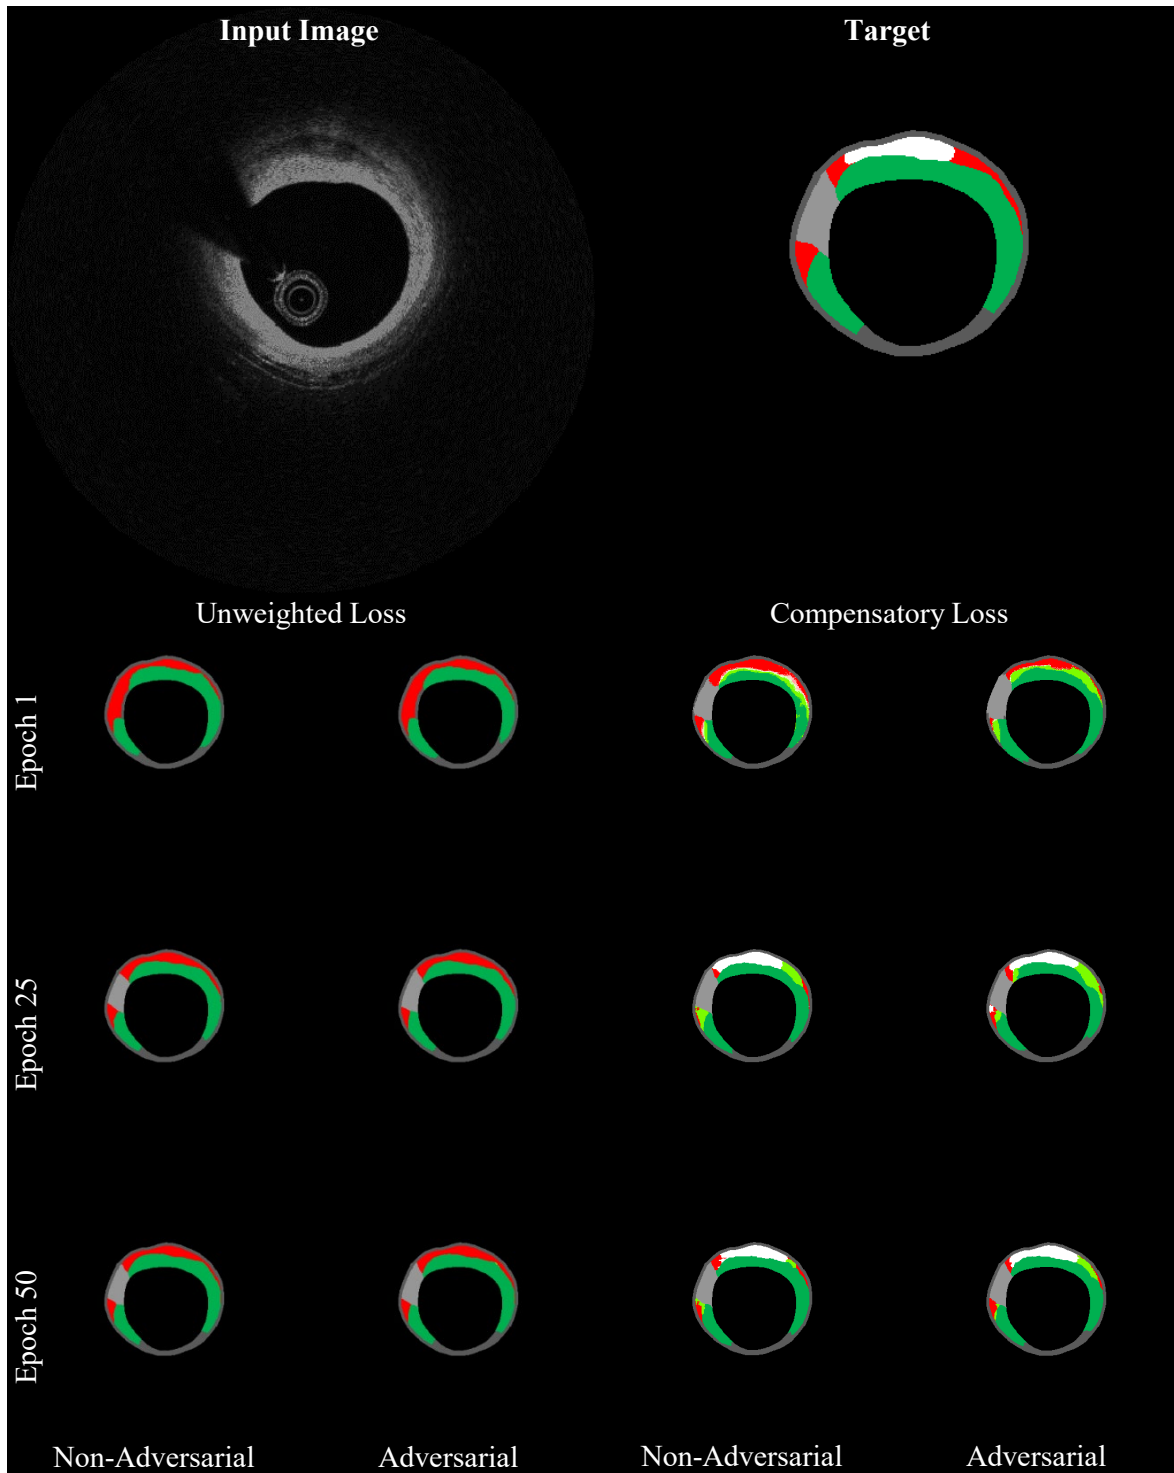 Input Image
Target
Unweighted Loss
Compensatory Loss
Epoch 1
Epoch 25
Epoch 50
Non-Adversarial
Adversarial
Non-Adversarial
Adversarial